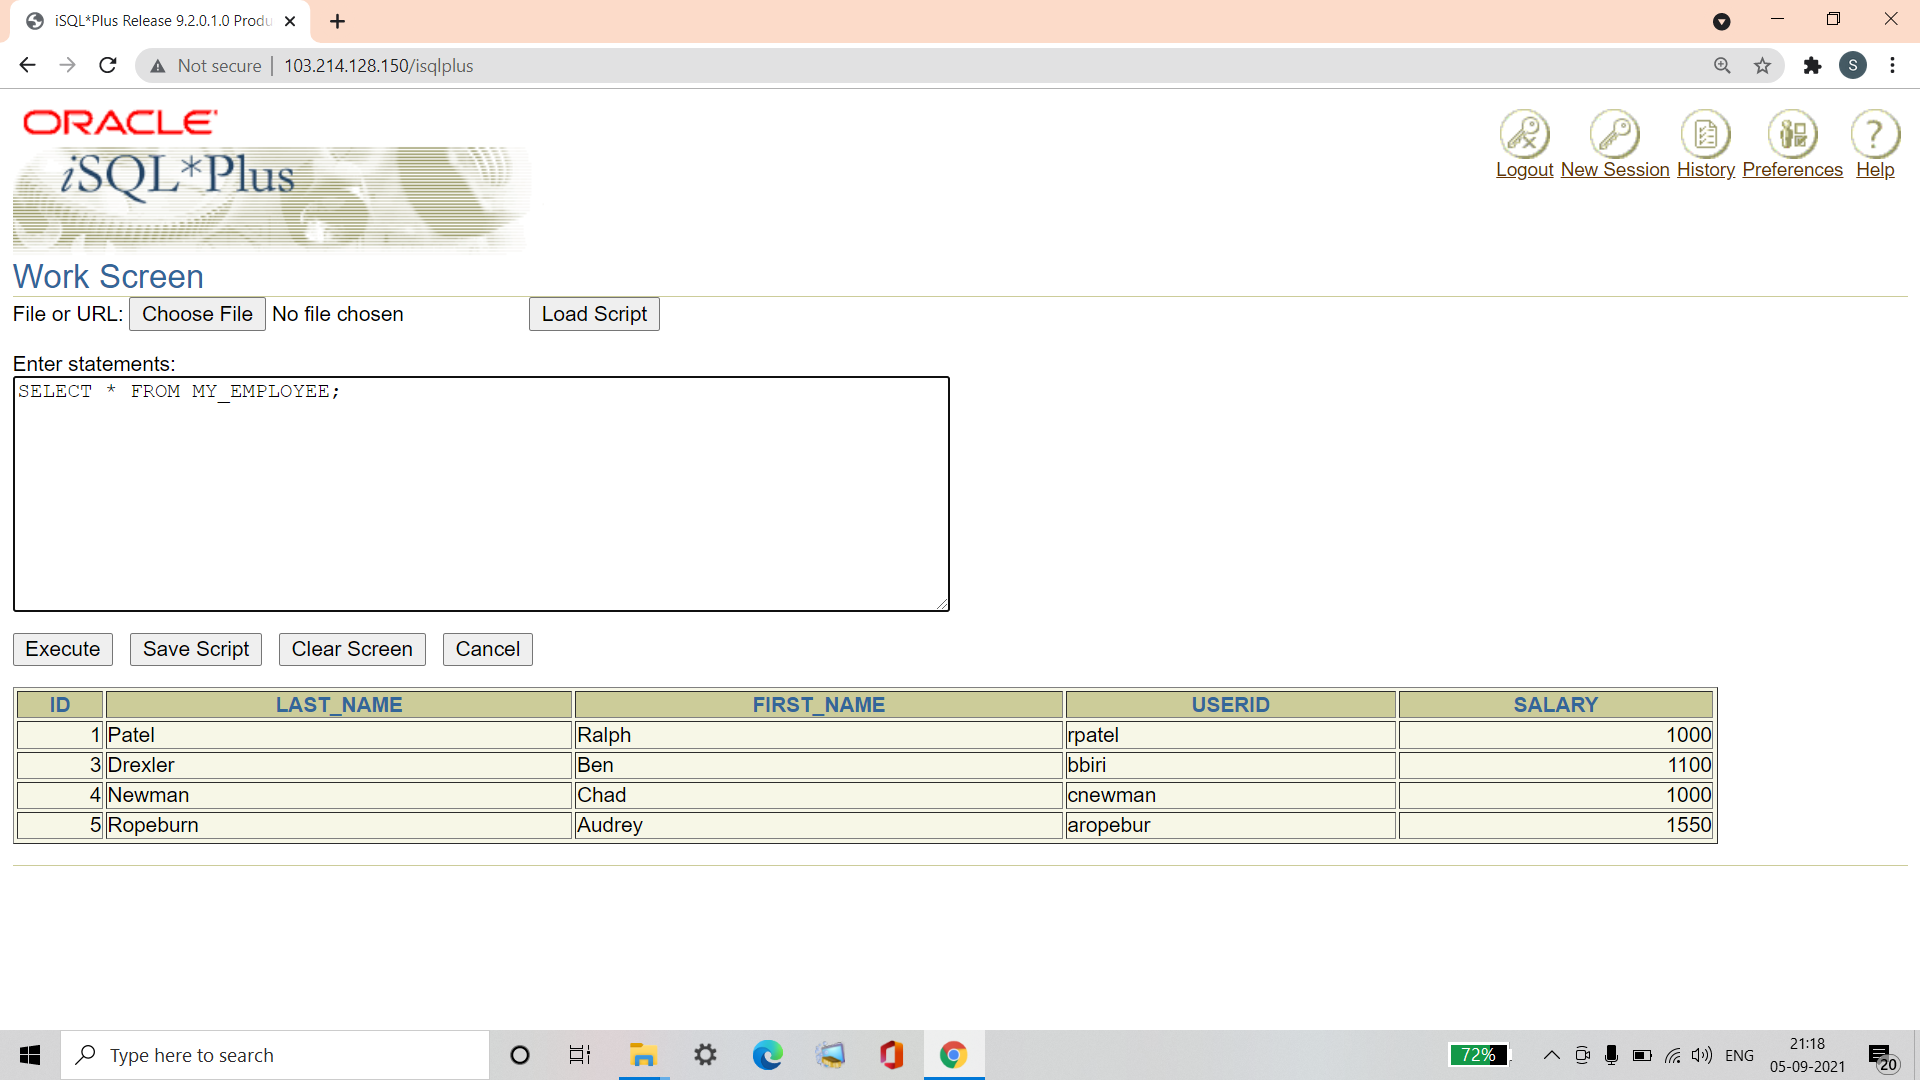 iSQL*Plus Release 9.2.0.1.0 Produ
Not secure | 103.214.128.150/isqlplus
S
ORACLE
iSQL*Plus
Logout New Session History Preferences Help
Work Screen
File or URL: Choose File No file chosen Load Script
Enter statements:
SELECT * FROM MY_EMPLOYEE;
Execute Save Script Clear Screen Cancel
ID LAST_NAME FIRST_NAME USERID SALARY
1 Patel Ralph rpatel 1000
3 Drexler Ben bbiri 1100
4 Newman Chad cnewman 1000
5 Ropeburn Audrey aropebur 1550
Type here to search
72%
ENG
21:18
05-09-2021
20